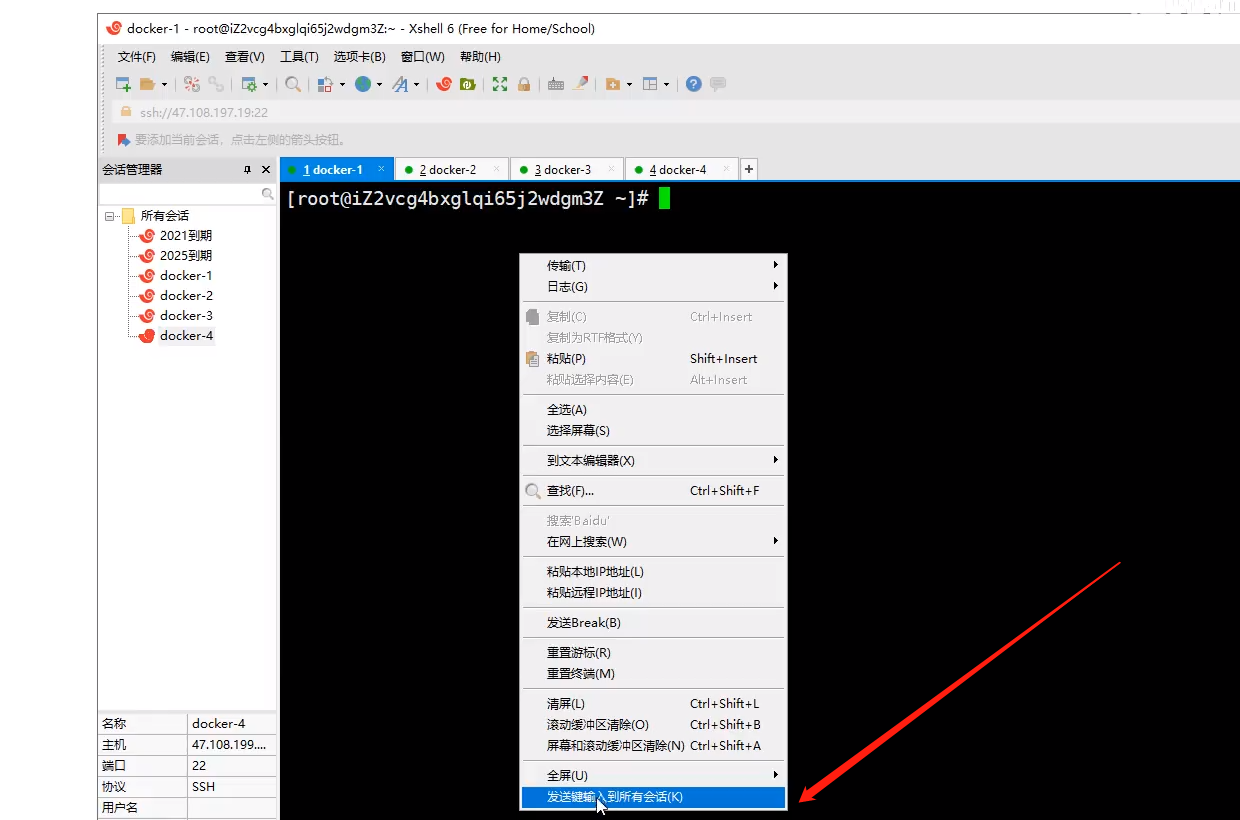 docker-1 - root@iZ2vcg4bxglqi65j2wdgm3Z:~ - Xshell 6 (Free for Home/School)
文件(F) 编辑(E) 查看(V) 工具(T) 选项卡(B) 窗口(W) 帮助(H)
ssh://47.108.197.19:22
要添加当前会话，点击左侧的箭头按钮。
会话管理器
1 docker-1 2 docker-2 3 docker-3 4 docker-4 +
[root@iZ2vcg4bxglqi65j2wdgm3Z ~]#
所有会话
2021到期
2025到期
docker-1
docker-2
docker-3
docker-4
名称 docker-4
主机 47.108.199....
端口 22
协议 SSH
用户名
传输(T)
日志(G)
复制(C) Ctrl+Insert
复制为RTF格式(Y)
粘贴(P) Shift+Insert
粘贴选择内容(E) Alt+Insert
全选(A)
选择屏幕(S)
到文本编辑器(X)
查找(F)... Ctrl+Shift+F
搜索'Baidu'
在网上搜索(W)
粘贴本地IP地址(L)
粘贴远程IP地址(I)
发送Break(B)
重置游标(R)
重置终端(M)
清屏(L) Ctrl+Shift+L
滚动缓冲区清除(O) Ctrl+Shift+B
屏幕和滚动缓冲区清除(N) Ctrl+Shift+A
全屏(U)
发送键输入到所有会话(K)